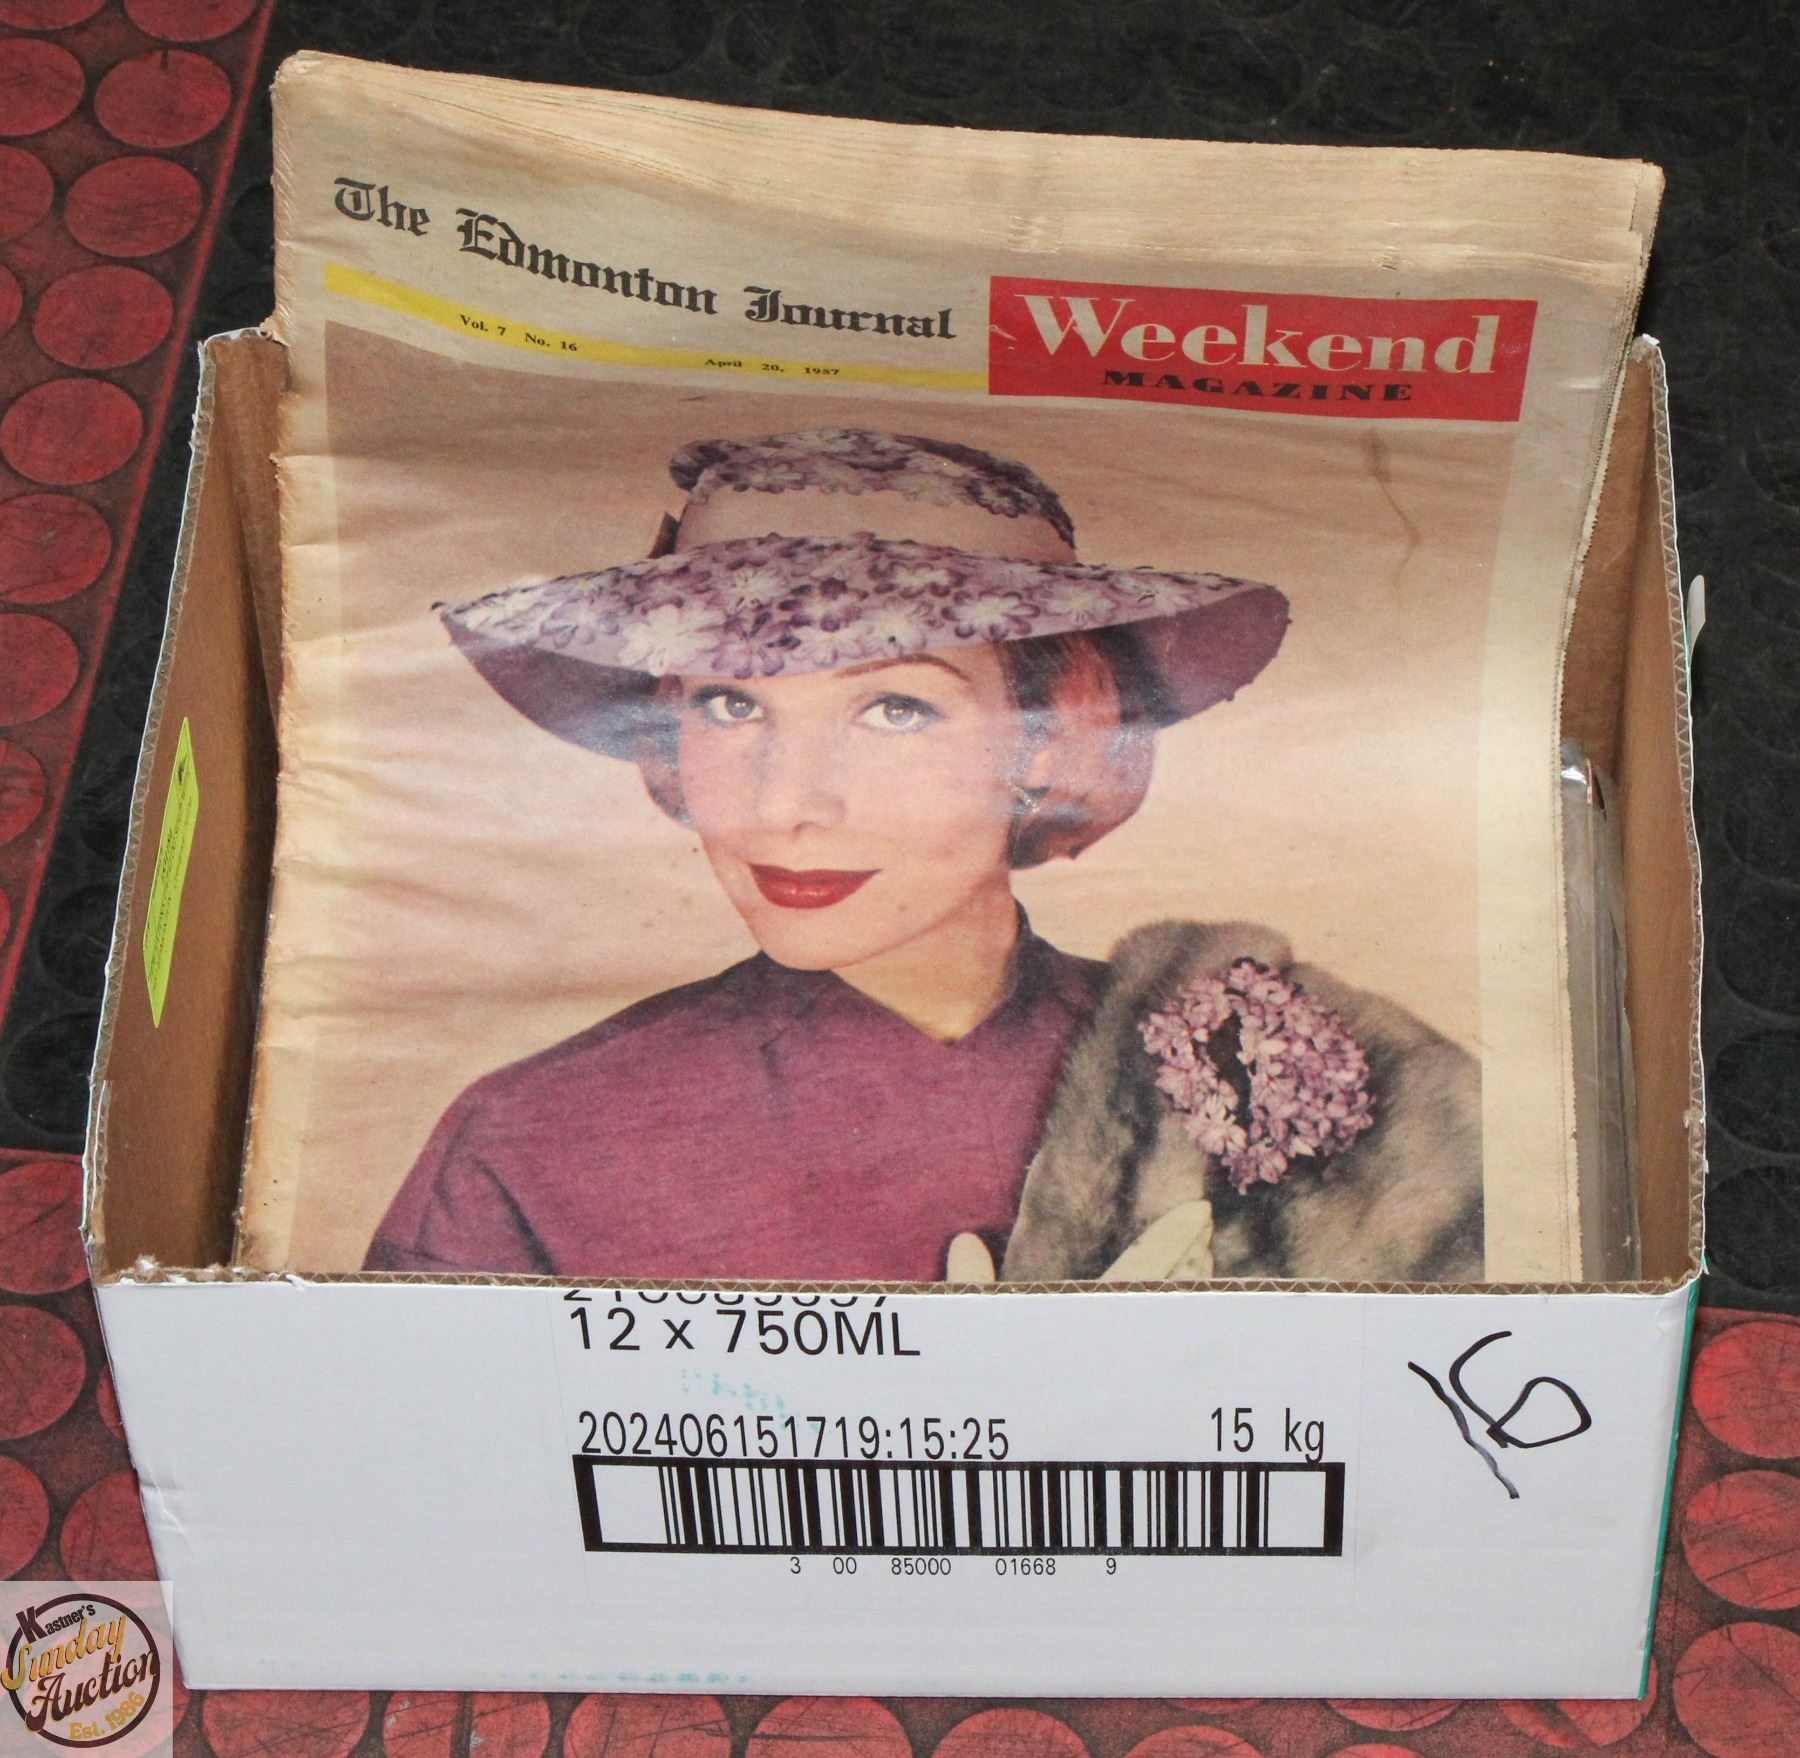 The Edmonton Journal
Weekend
MAGAZINE
Vol. 7 No. 16
April 20, 1957
12 x 750ML
202406151719:15:25
15 kg
3 00 85000 01668 9
16
Kastner's
Sunday
Auction
Est. 1986